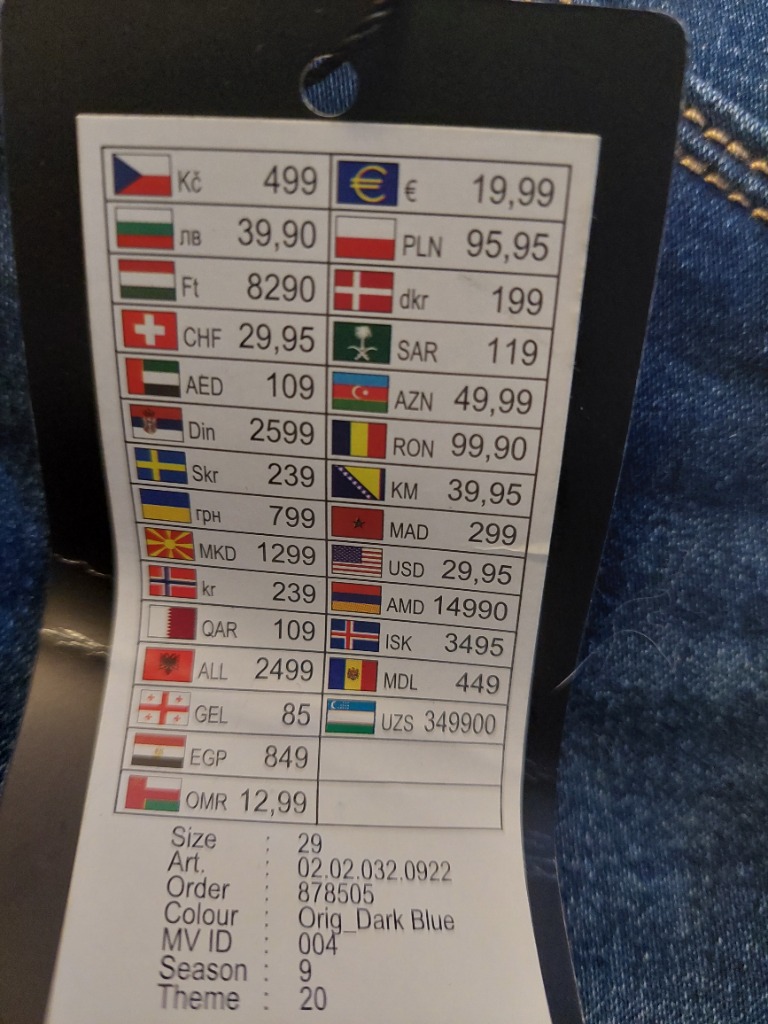 Kč 499 € 19,99
лв 39,90 PLN 95,95
Ft 8290 dkr 199
CHF 29,95 SAR 119
AED 109 AZN 49,99
Din 2599 RON 99,90
Skr 239 KM 39,95
грн 799 MAD 299
MKD 1299 USD 29,95
kr 239 AMD 14990
QAR 109 ISK 3495
ALL 2499 MDL 449
GEL 85 UZS 349900
EGP 849
OMR 12,99
Size : 29
Art. : 02.02.032.0922
Order : 878505
Colour : Orig_Dark Blue
MV ID : 004
Season : 9
Theme : 20